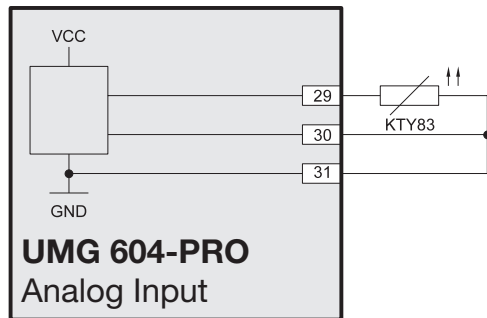 VCC
29
KTY83
30
31
GND
UMG 604-PRO
Analog Input